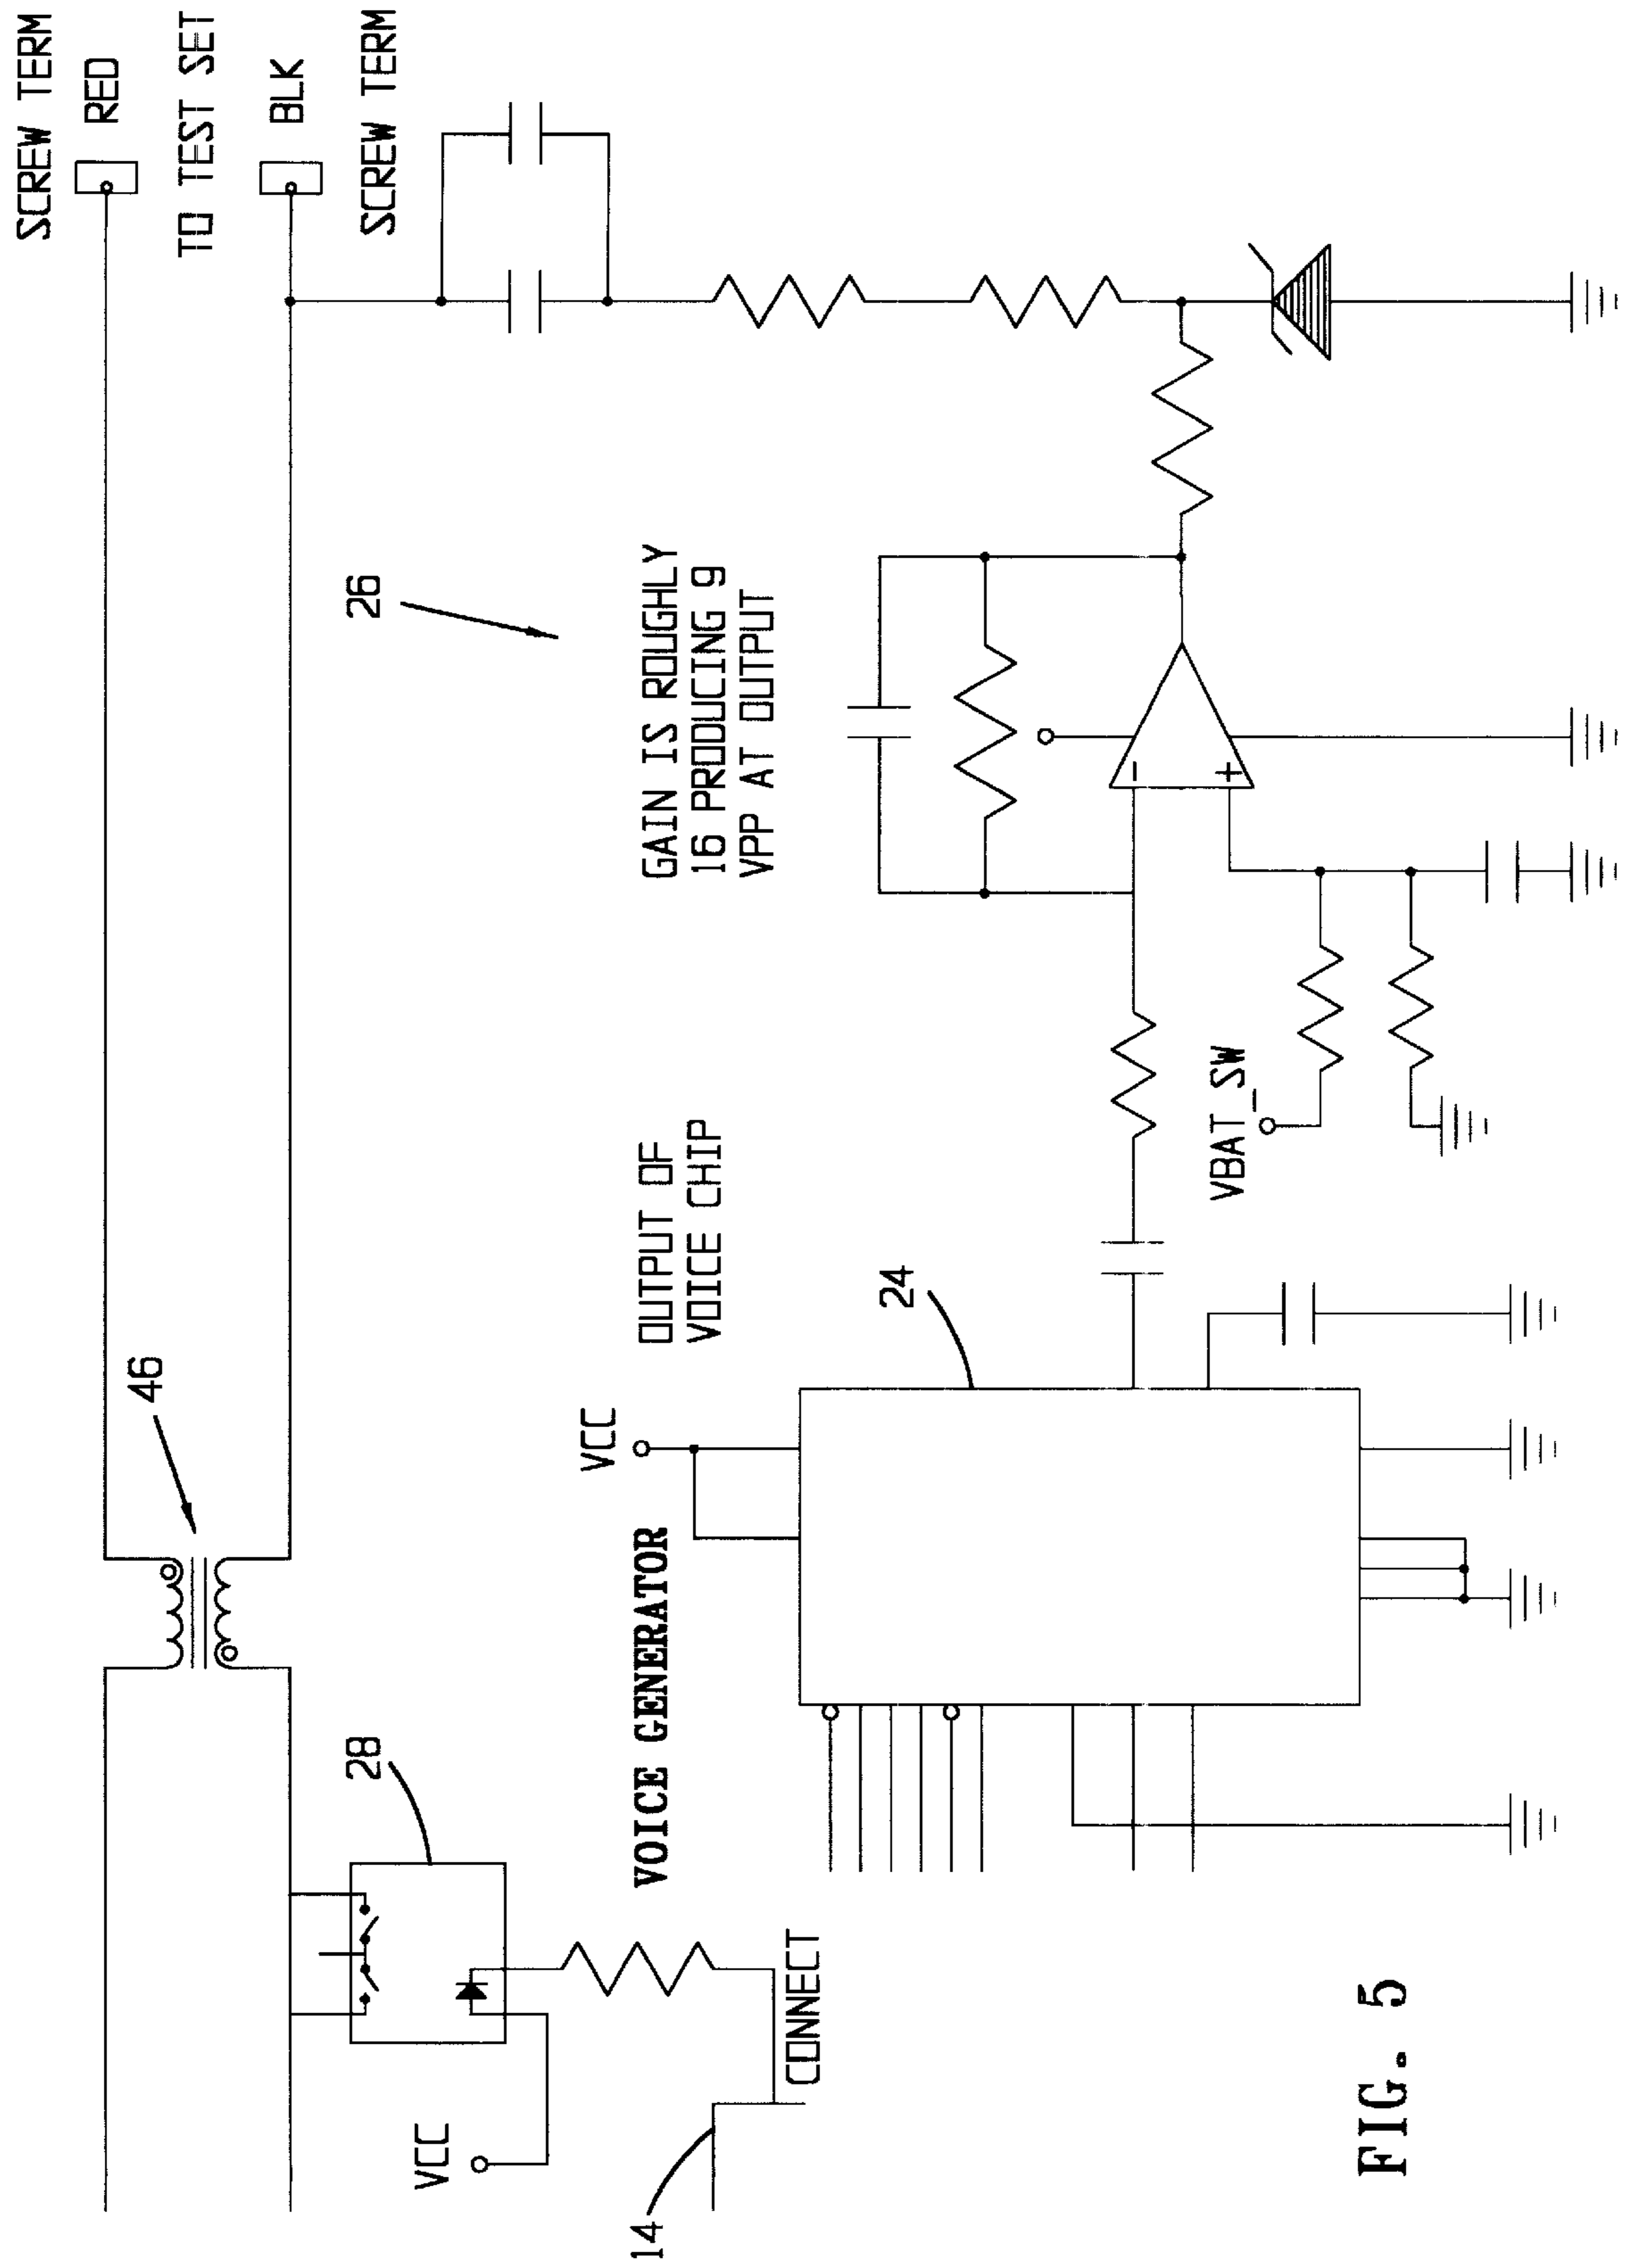 SCREW TERM
RED
TO TEST SET
BLK
SCREW TERM
46
28
26
VCC
14
CONNECT
VOICE GENERATOR
VCC
OUTPUT OF
VOICE CHIP
24
GAIN IS ROUGHLY
16 PRODUCING 9
VPP AT OUTPUT
-
+
VBAT_SW
FIG. 5